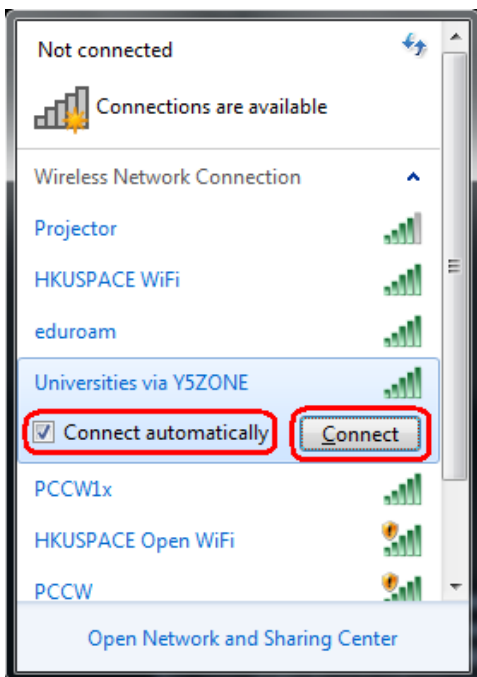 Not connected
Connections are available
Wireless Network Connection
Projector
HKUSPACE WiFi
eduroam
Universities via Y5ZONE
Connect automatically Connect
PCCW1x
HKUSPACE Open WiFi
PCCW
Open Network and Sharing Center